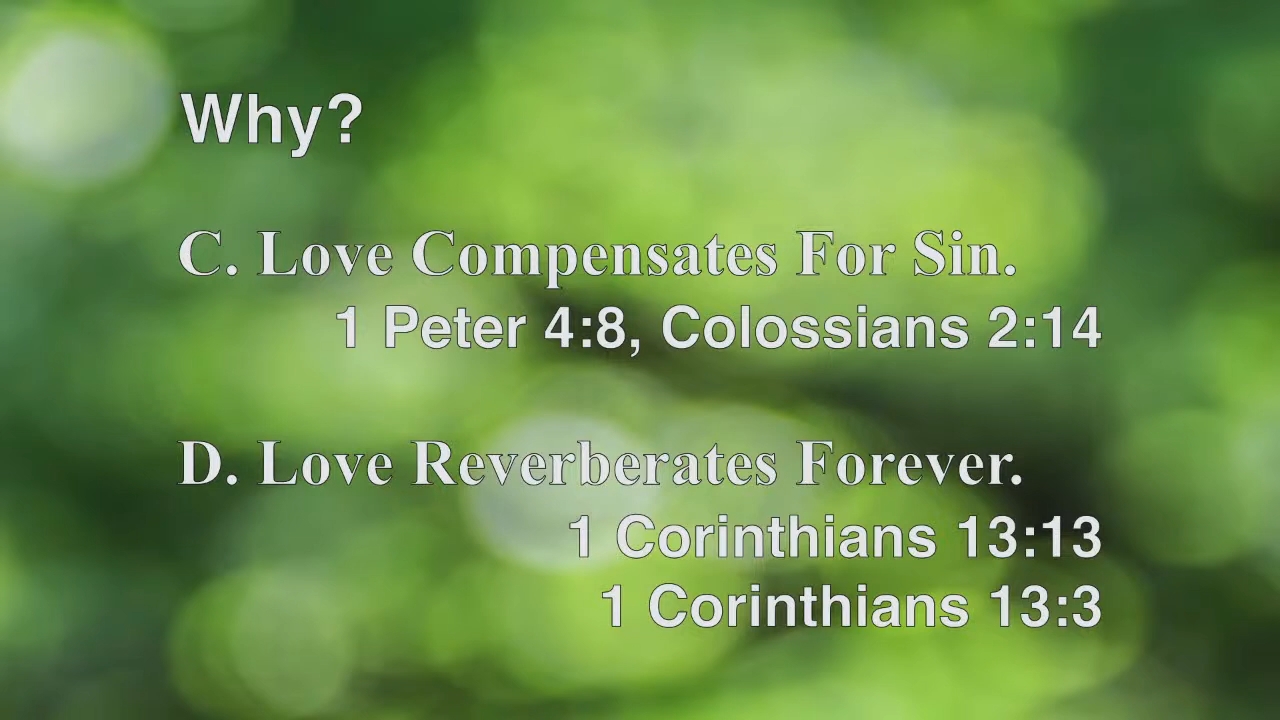 Why?
C. Love Compensates For Sin.
1 Peter 4:8, Colossians 2:14
D. Love Reverberates Forever.
1 Corinthians 13:13
1 Corinthians 13:3